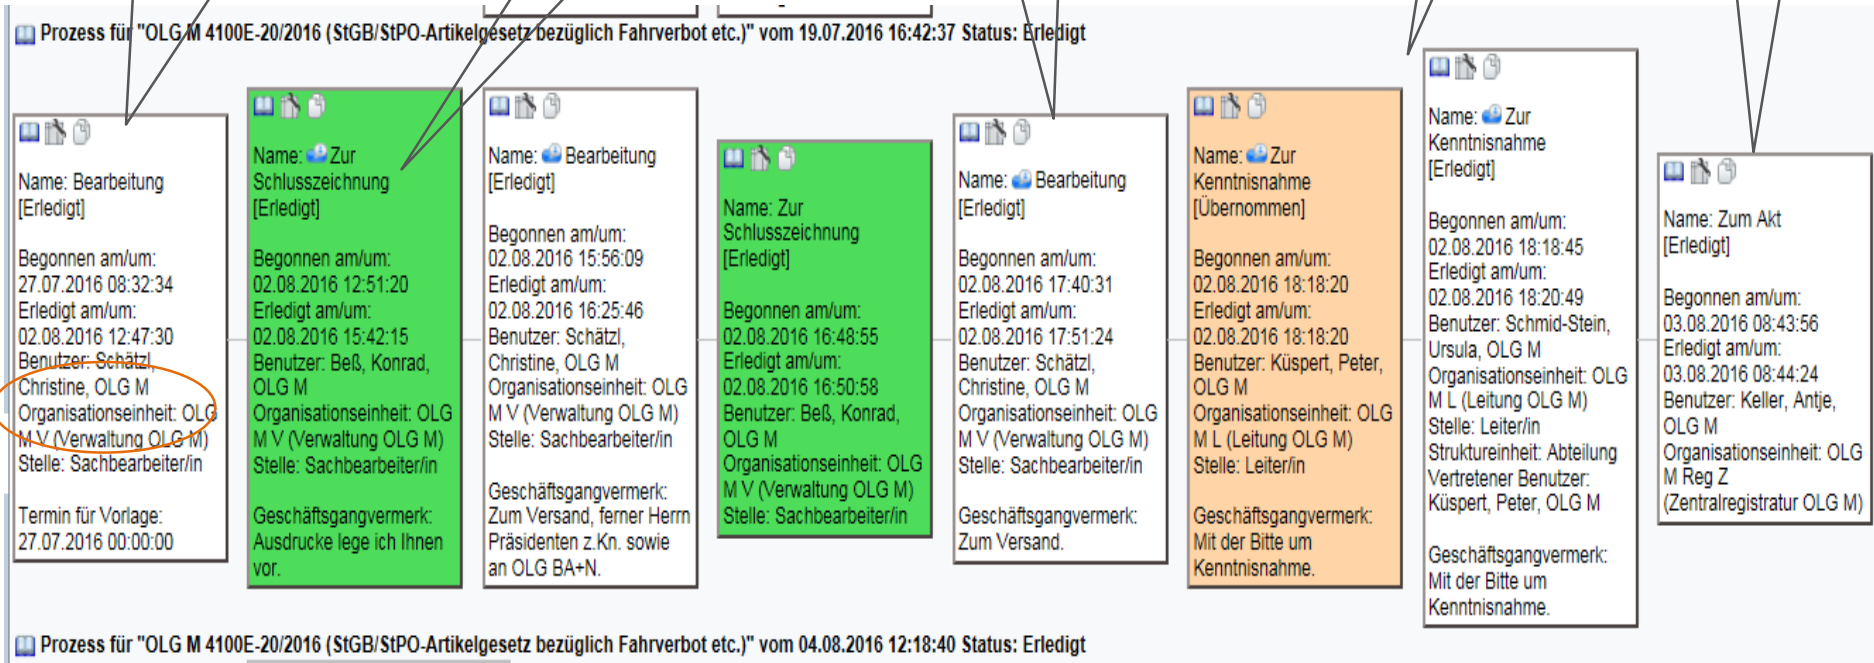 Prozess für "OLG M 4100E-20/2016 (StGB/StPO-Artikelgesetz bezüglich Fahrverbot etc.)" vom 19.07.2016 16:42:37 Status: Erledigt
Name: Bearbeitung
[Erledigt]
Begonnen am/um:
27.07.2016 08:32:34
Erledigt am/um:
02.08.2016 12:47:30
Benutzer: Schätzl,
Christine, OLG M
Organisationseinheit: OLG
M V (Verwaltung OLG M)
Stelle: Sachbearbeiter/in
Termin für Vorlage:
27.07.2016 00:00:00
Name: Zur
Schlusszeichnung
[Erledigt]
Begonnen am/um:
02.08.2016 12:51:20
Erledigt am/um:
02.08.2016 15:42:15
Benutzer: Beß, Konrad,
OLG M
Organisationseinheit: OLG
M V (Verwaltung OLG M)
Stelle: Sachbearbeiter/in
Geschäftsgangvermerk:
Ausdrucke lege ich Ihnen
vor.
Name: Bearbeitung
[Erledigt]
Begonnen am/um:
02.08.2016 15:56:09
Erledigt am/um:
02.08.2016 16:25:46
Benutzer: Schätzl,
Christine, OLG M
Organisationseinheit: OLG
M V (Verwaltung OLG M)
Stelle: Sachbearbeiter/in
Geschäftsgangvermerk:
Zum Versand, ferner Herrn
Präsidenten z.Kn. sowie
an OLG BA+N.
Name: Zur
Schlusszeichnung
[Erledigt]
Begonnen am/um:
02.08.2016 16:48:55
Erledigt am/um:
02.08.2016 16:50:58
Benutzer: Beß, Konrad,
OLG M
Organisationseinheit: OLG
M V (Verwaltung OLG M)
Stelle: Sachbearbeiter/in
Name: Bearbeitung
[Erledigt]
Begonnen am/um:
02.08.2016 17:40:31
Erledigt am/um:
02.08.2016 17:51:24
Benutzer: Schätzl,
Christine, OLG M
Organisationseinheit: OLG
M V (Verwaltung OLG M)
Stelle: Sachbearbeiter/in
Geschäftsgangvermerk:
Zum Versand.
Name: Zur
Kenntnisnahme
[Übernommen]
Begonnen am/um:
02.08.2016 18:18:20
Erledigt am/um:
02.08.2016 18:18:20
Benutzer: Küspert, Peter,
OLG M
Organisationseinheit: OLG
M L (Leitung OLG M)
Stelle: Leiter/in
Geschäftsgangvermerk:
Mit der Bitte um
Kenntnisnahme.
Name: Zur
Kenntnisnahme
[Erledigt]
Begonnen am/um:
02.08.2016 18:18:45
Erledigt am/um:
02.08.2016 18:20:49
Benutzer: Schmid-Stein,
Ursula, OLG M
Organisationseinheit: OLG
M L (Leitung OLG M)
Stelle: Leiter/in
Struktureinheit: Abteilung
Vertretener Benutzer:
Küspert, Peter, OLG M
Geschäftsgangvermerk:
Mit der Bitte um
Kenntnisnahme.
Name: Zum Akt
[Erledigt]
Begonnen am/um:
03.08.2016 08:43:56
Erledigt am/um:
03.08.2016 08:44:24
Benutzer: Keller, Antje,
OLG M
Organisationseinheit: OLG
M Reg Z
(Zentralregistratur OLG M)
Prozess für "OLG M 4100E-20/2016 (StGB/StPO-Artikelgesetz bezüglich Fahrverbot etc.)" vom 04.08.2016 12:18:40 Status: Erledigt